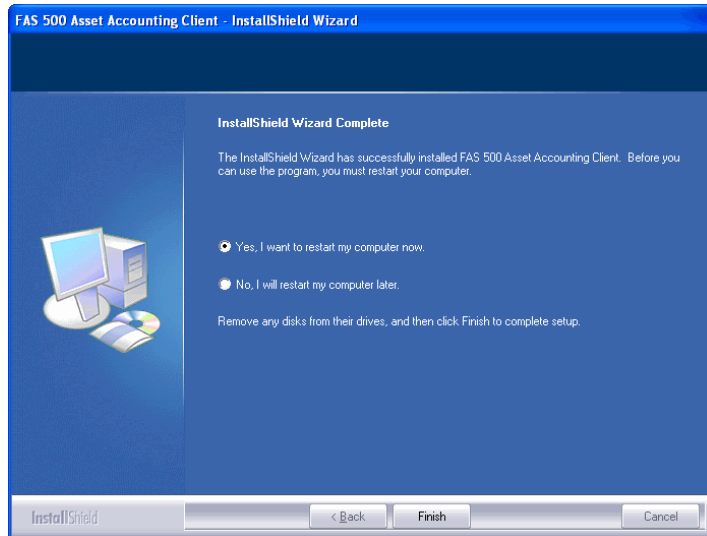 FAS 500 Asset Accounting Client - InstallShield Wizard
InstallShield Wizard Complete
The InstallShield Wizard has successfully installed FAS 500 Asset Accounting Client. Before you
can use the program, you must restart your computer.
Yes, I want to restart my computer now.
No, I will restart my computer later.
Remove any disks from their drives, and then click Finish to complete setup.
InstallShield
< Back
Finish
Cancel